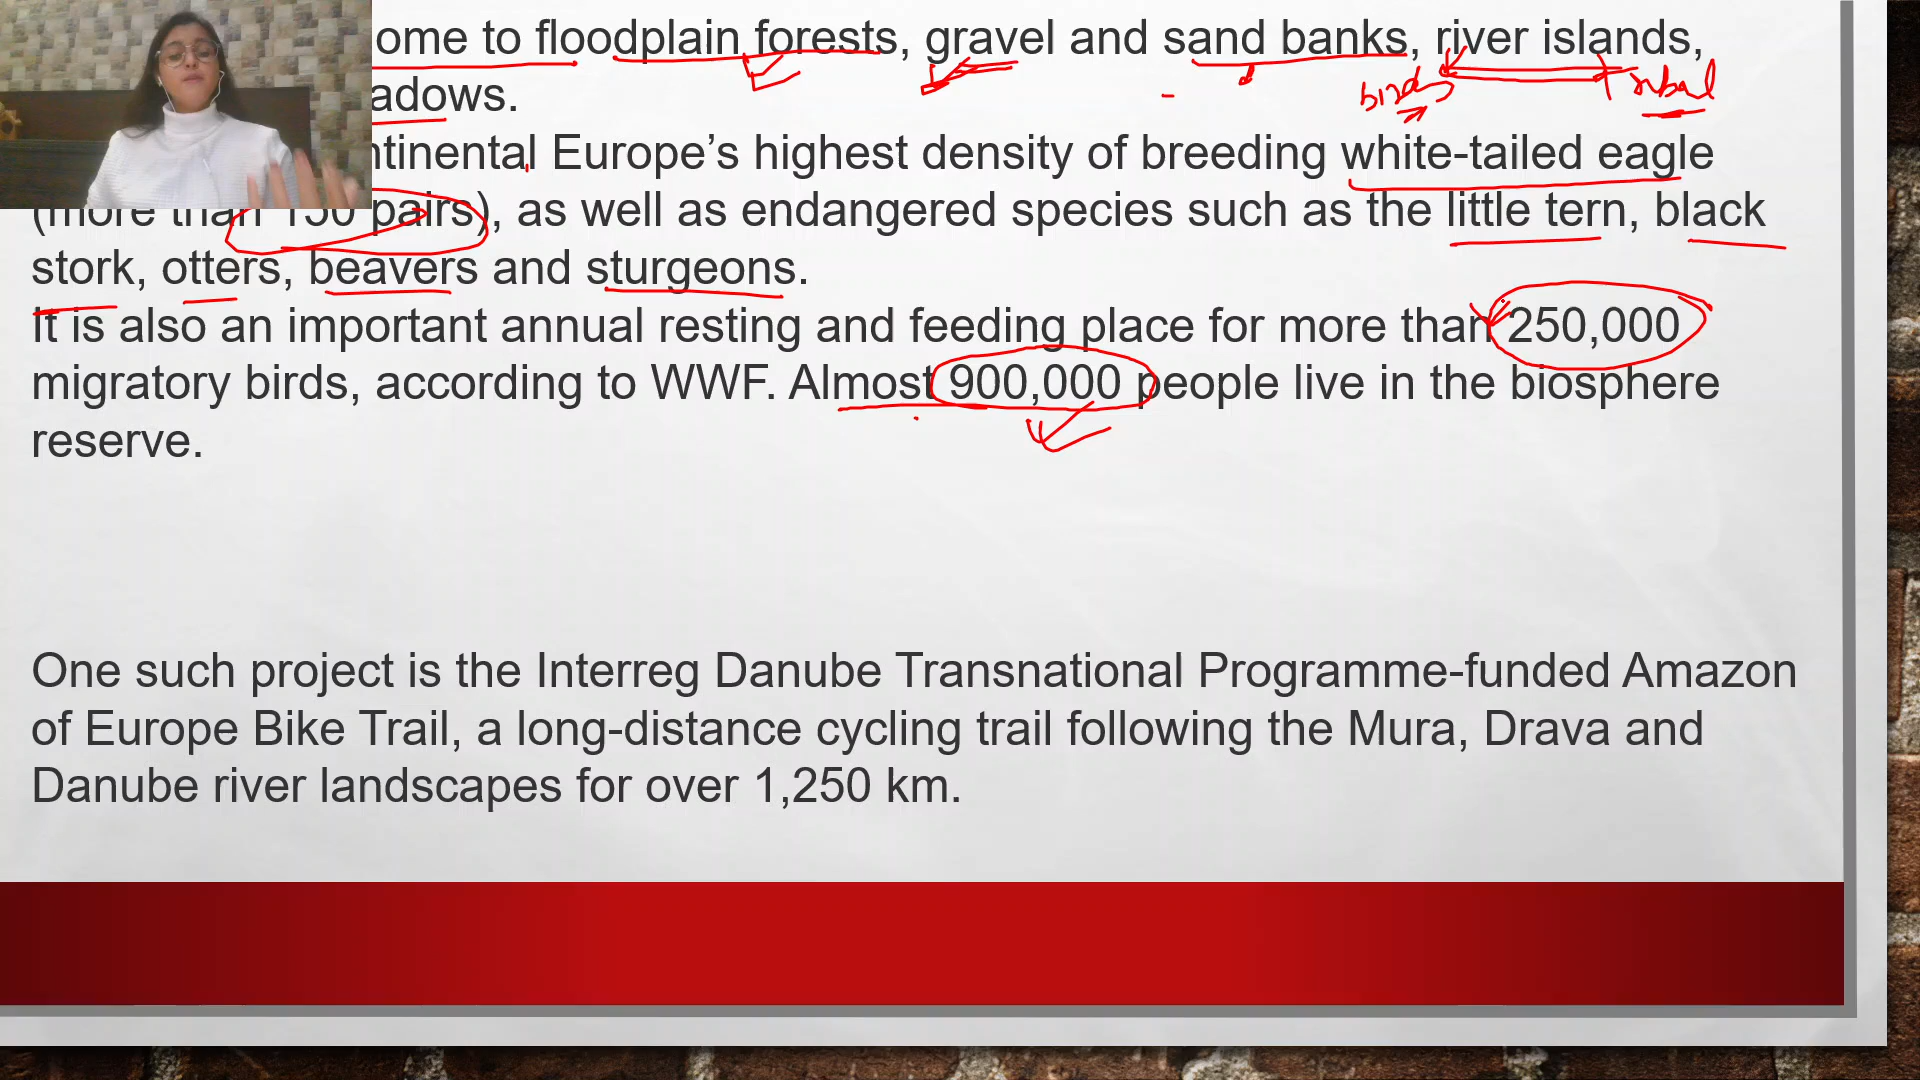 ome to floodplain forests, gravel and sand banks, river islands,
birds
adows.
ntinental Europe’s highest density of breeding white-tailed eagle
(more than 150 pairs), as well as endangered species such as the little tern, black
stork, otters, beavers and sturgeons.
It is also an important annual resting and feeding place for more than 250,000
migratory birds, according to WWF. Almost 900,000 people live in the biosphere
reserve.
One such project is the Interreg Danube Transnational Programme-funded Amazon
of Europe Bike Trail, a long-distance cycling trail following the Mura, Drava and
Danube river landscapes for over 1,250 km.